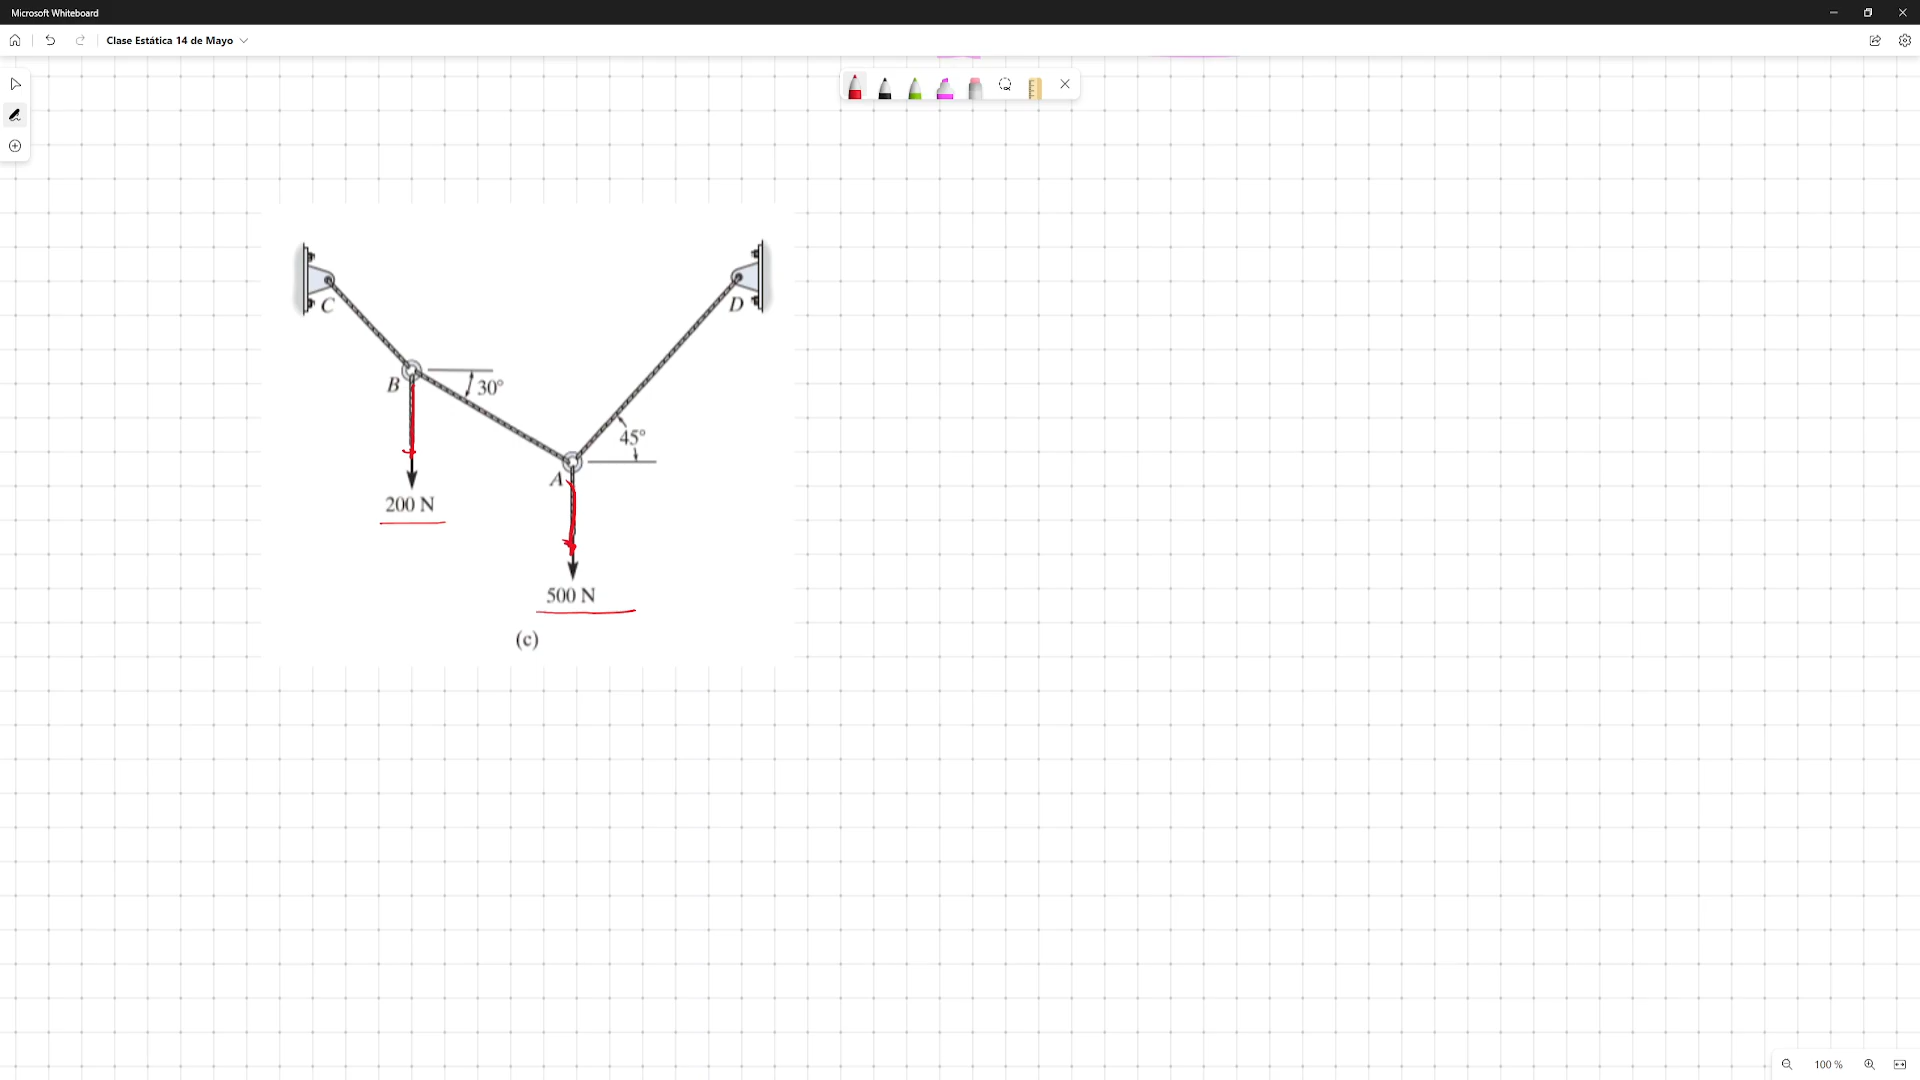 Microsoft Whiteboard
Clase Estática 14 de Mayo
C
D
B
30°
45°
A
200 N
500 N
(c)
100 %